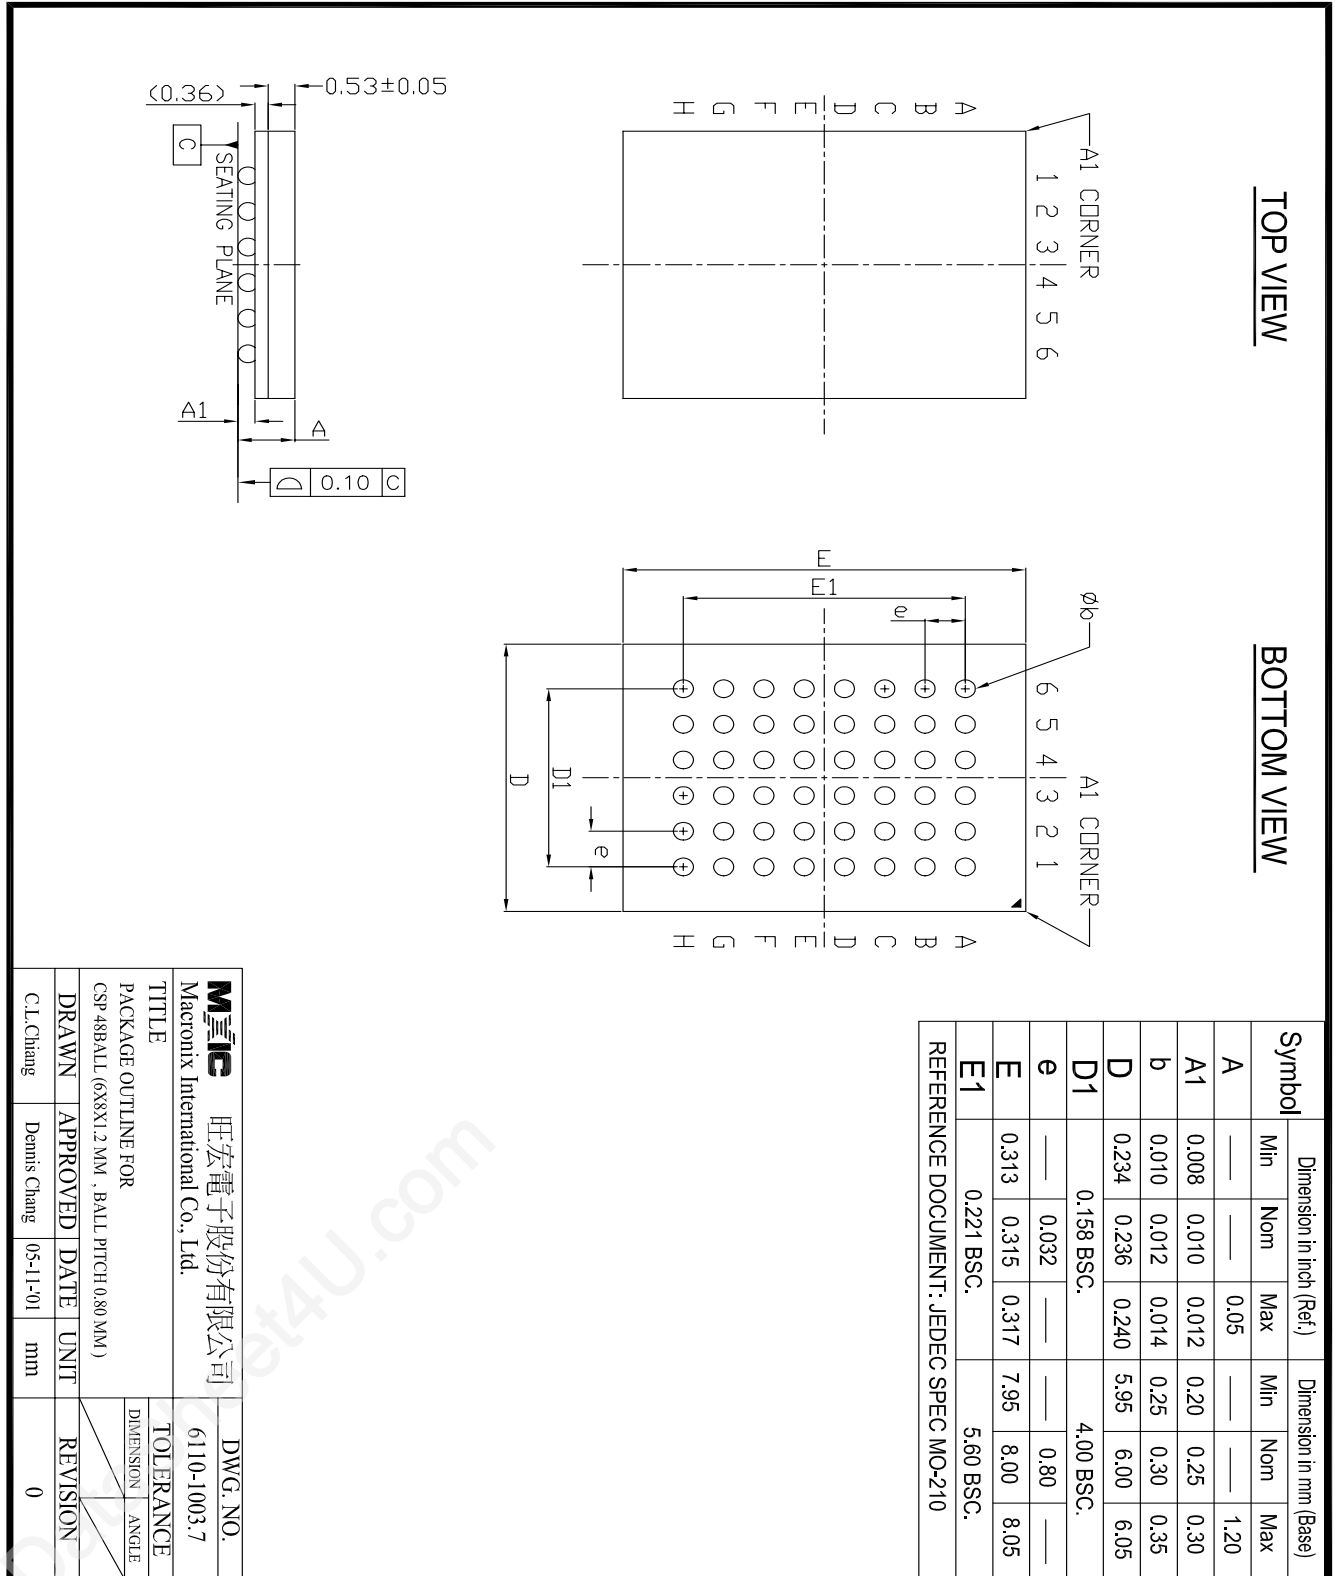 TOP VIEW
BOTTOM VIEW
A1 CORNER
1 2 3 4 5 6
A
B
C
D
E
F
G
H
0.53±0.05
(0.36)
C
SEATING PLANE
A1
A
0.10 C
Øb
A1 CORNER
6 5 4 3 2 1
E
E1
e
D1
D
e
A
B
C
D
E
F
G
H
Symbol Dimension in inch (Ref.) Dimension in mm (Base)
Min Nom Max Min Nom Max
A — — 0.05 — — 1.20
A1 0.008 0.010 0.012 0.20 0.25 0.30
b 0.010 0.012 0.014 0.25 0.30 0.35
D 0.234 0.236 0.240 5.95 6.00 6.05
D1 0.158 BSC. 4.00 BSC.
e — 0.032 — — 0.80 —
E 0.313 0.315 0.317 7.95 8.00 8.05
E1 0.221 BSC. 5.60 BSC.
REFERENCE DOCUMENT: JEDEC SPEC MO-210
MXIC 旺宏電子股份有限公司
Macronix International Co., Ltd.
DWG. NO.
6110-1003.7
TITLE
PACKAGE OUTLINE FOR
CSP 48BALL (6X8X1.2 MM , BALL PITCH 0.80 MM )
TOLERANCE
DIMENSION ANGLE
DRAWN APPROVED DATE UNIT REVISION
C.L.Chiang Dennis Chang 05-11-'01 mm 0
DataSheet4U.com